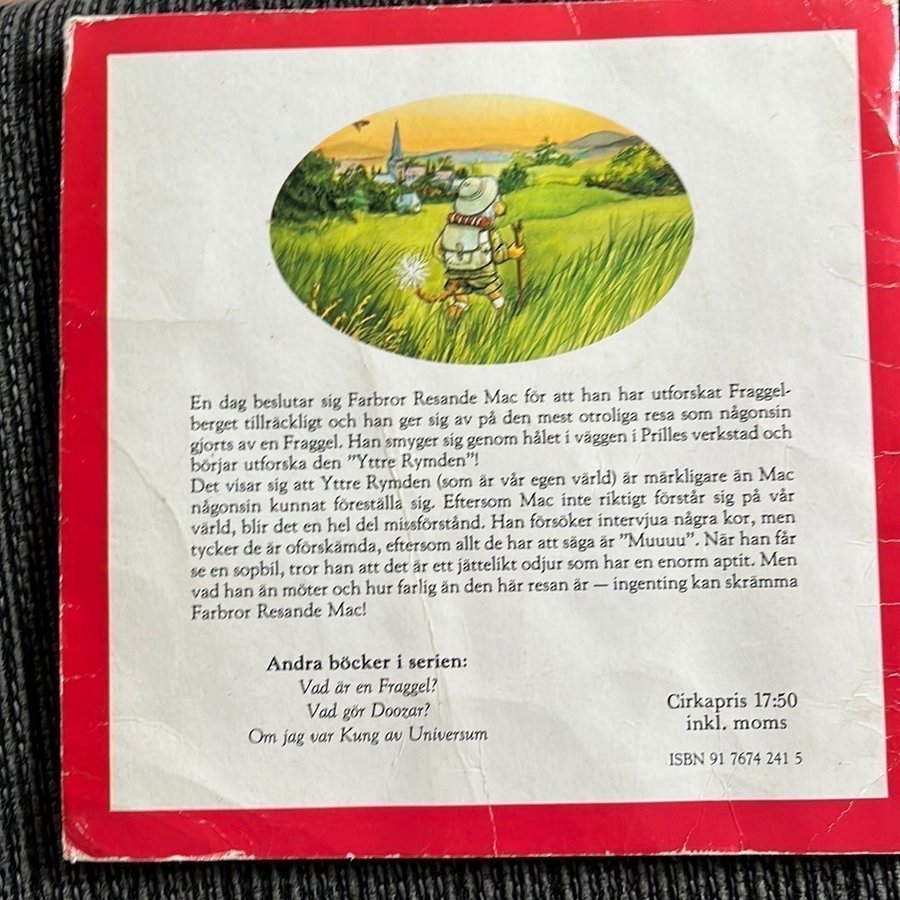 En dag beslutar sig Farbror Resande Mac för att han har utforskat Fraggel-
berget tillräckligt och han ger sig av på den mest otroliga resa som någonsin
gjorts av en Fraggel. Han smyger sig genom hålet i väggen i Prilles verkstad och
börjar utforska den ”Yttre Rymden”!
Det visar sig att Yttre Rymden (som är vår egen värld) är märkligare än Mac
någonsin kunnat föreställa sig. Eftersom Mac inte riktigt förstår sig på vår
värld, blir det en hel del missförstånd. Han försöker intervjua några kor, men
tycker de är oförskämda, eftersom allt de har att säga är ”Muuuu”. När han får
se en sopbil, tror han att det är ett jättelikt odjur som har en enorm aptit. Men
vad han än möter och hur farlig än den här resan är — ingenting kan skrämma
Farbror Resande Mac!
Andra böcker i serien:
Vad är en Fraggel?
Vad gör Doozar?
Om jag var Kung av Universum
Cirkapris 17:50
inkl. moms
ISBN 91 7674 241 5